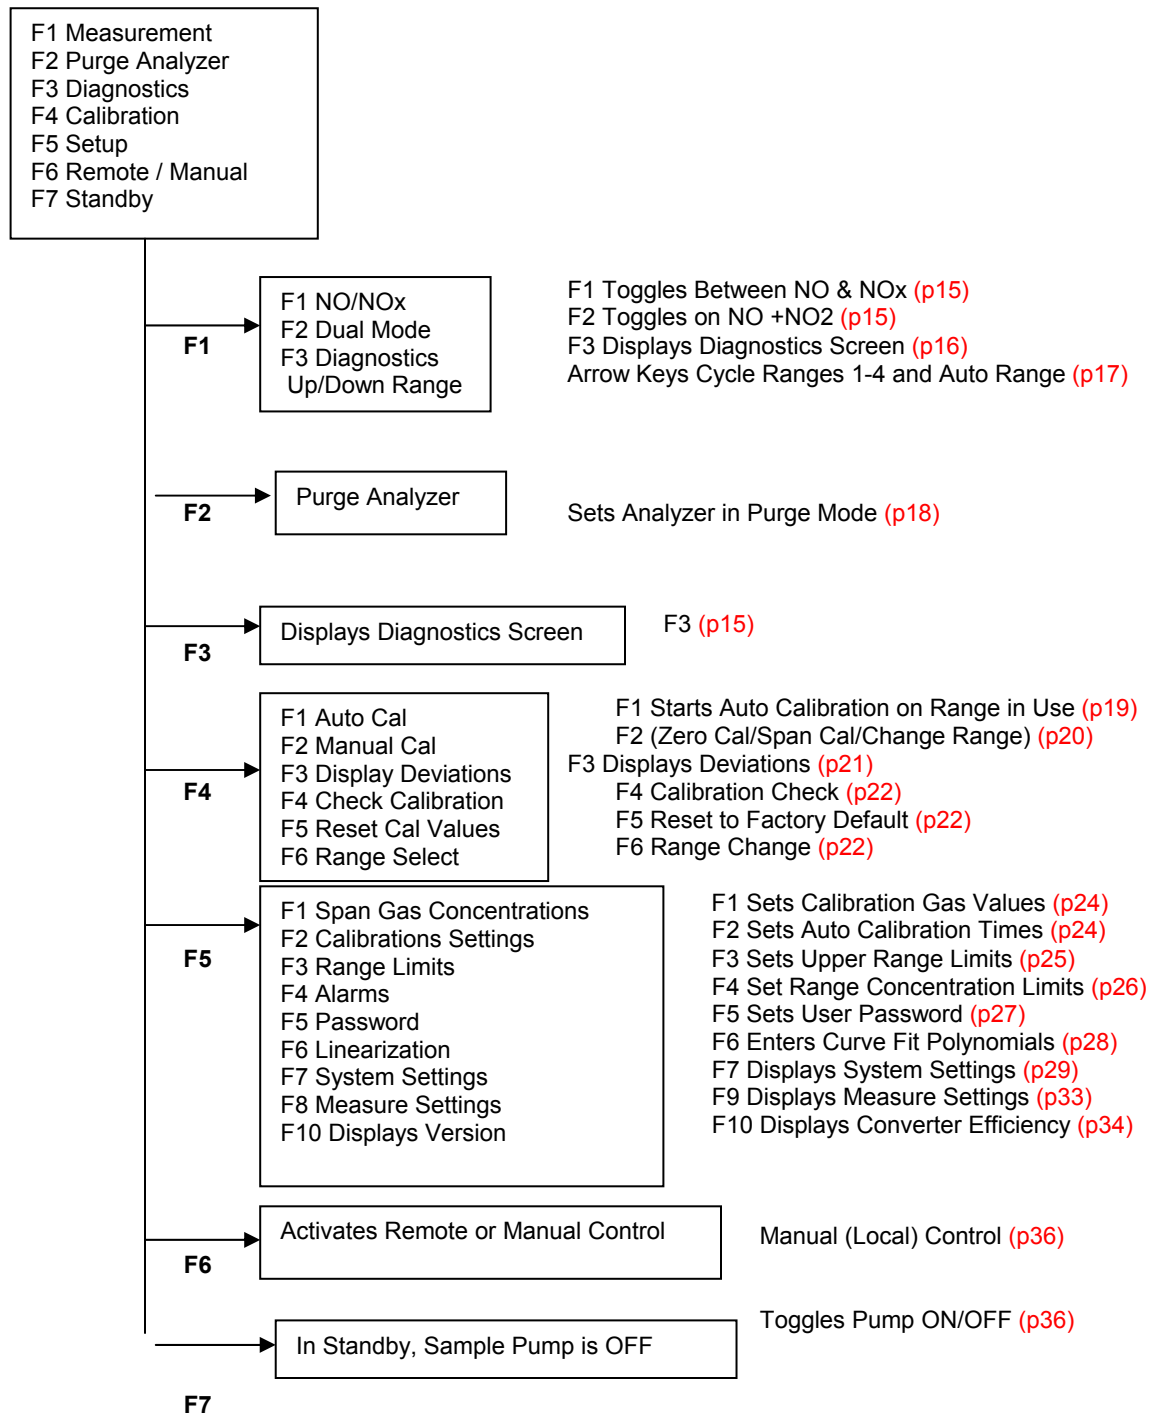 F1 Measurement
F2 Purge Analyzer
F3 Diagnostics
F4 Calibration
F5 Setup
F6 Remote / Manual
F7 Standby
F1
F1 NO/NOx
F2 Dual Mode
F3 Diagnostics
Up/Down Range
F1 Toggles Between NO & NOx (p15)
F2 Toggles on NO +NO2 (p15)
F3 Displays Diagnostics Screen (p16)
Arrow Keys Cycle Ranges 1-4 and Auto Range (p17)
F2
Purge Analyzer
Sets Analyzer in Purge Mode (p18)
F3
Displays Diagnostics Screen
F3 (p15)
F4
F1 Auto Cal
F2 Manual Cal
F3 Display Deviations
F4 Check Calibration
F5 Reset Cal Values
F6 Range Select
F1 Starts Auto Calibration on Range in Use (p19)
F2 (Zero Cal/Span Cal/Change Range) (p20)
F3 Displays Deviations (p21)
F4 Calibration Check (p22)
F5 Reset to Factory Default (p22)
F6 Range Change (p22)
F5
F1 Span Gas Concentrations
F2 Calibrations Settings
F3 Range Limits
F4 Alarms
F5 Password
F6 Linearization
F7 System Settings
F8 Measure Settings
F10 Displays Version
F1 Sets Calibration Gas Values (p24)
F2 Sets Auto Calibration Times (p24)
F3 Sets Upper Range Limits (p25)
F4 Set Range Concentration Limits (p26)
F5 Sets User Password (p27)
F6 Enters Curve Fit Polynomials (p28)
F7 Displays System Settings (p29)
F9 Displays Measure Settings (p33)
F10 Displays Converter Efficiency (p34)
F6
Activates Remote or Manual Control
Manual (Local) Control (p36)
Toggles Pump ON/OFF (p36)
In Standby, Sample Pump is OFF
F7